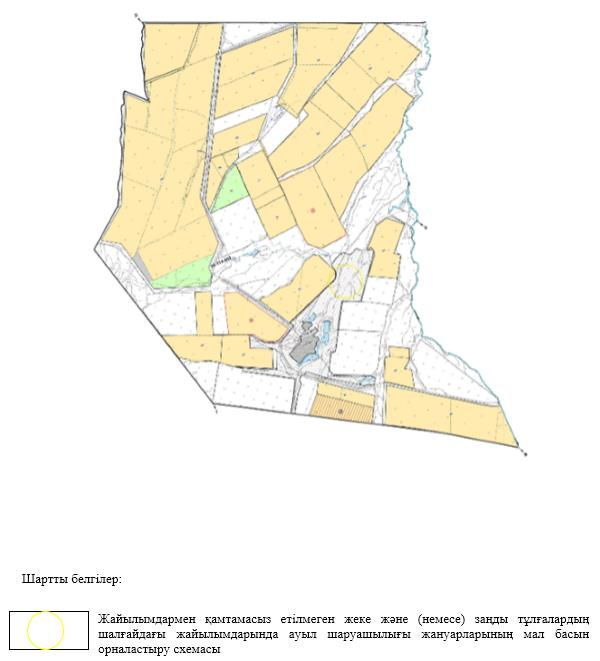 Шартты белгілер:
Жайылымдармен қамтамасыз етілмеген жеке және (немесе) заңды тұлғалардың
шалғайдағы жайылымдарында ауыл шаруашылығы жануарларының мал басын
орналастыру схемасы